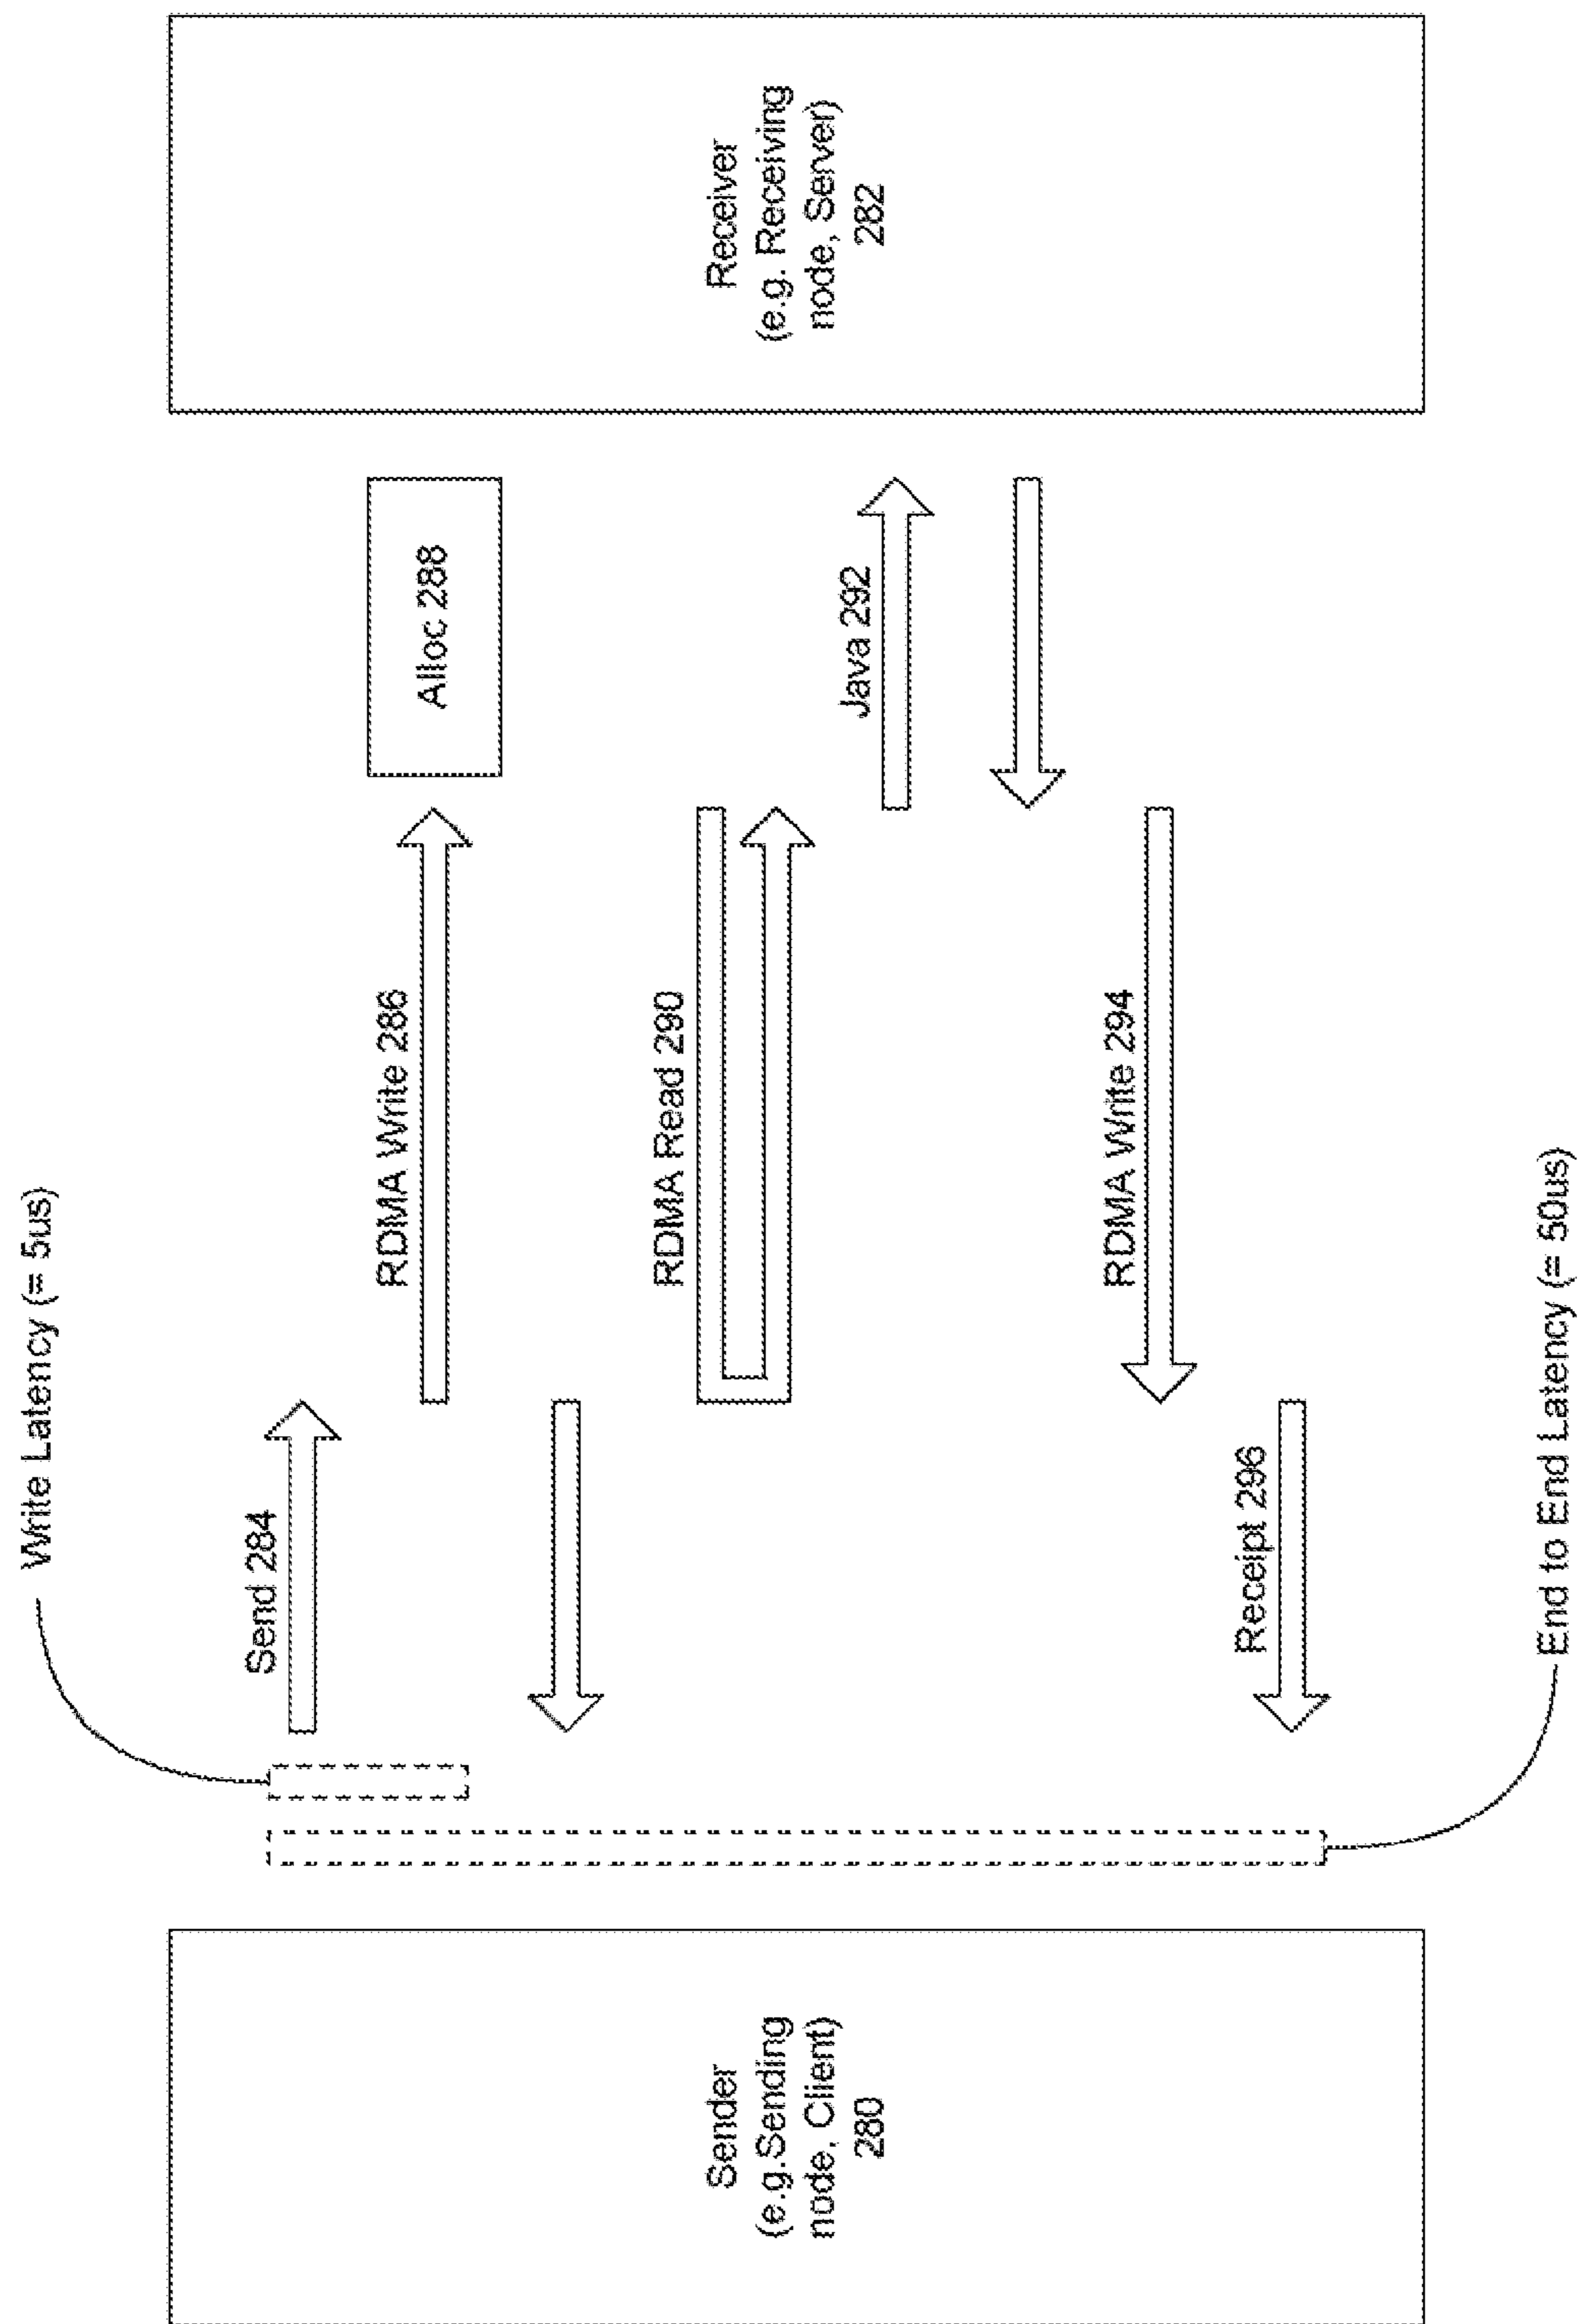 Write Latency (= 5us)
Send 284
RDMA Write 286
Alloc 288
RDMA Read 290
Java 292
RDMA Write 294
Receipt 296
End to End Latency (= 50us)
Sender
(e.g.Sending
node, Client)
280
Receiver
(e.g. Receiving
node, Server)
282